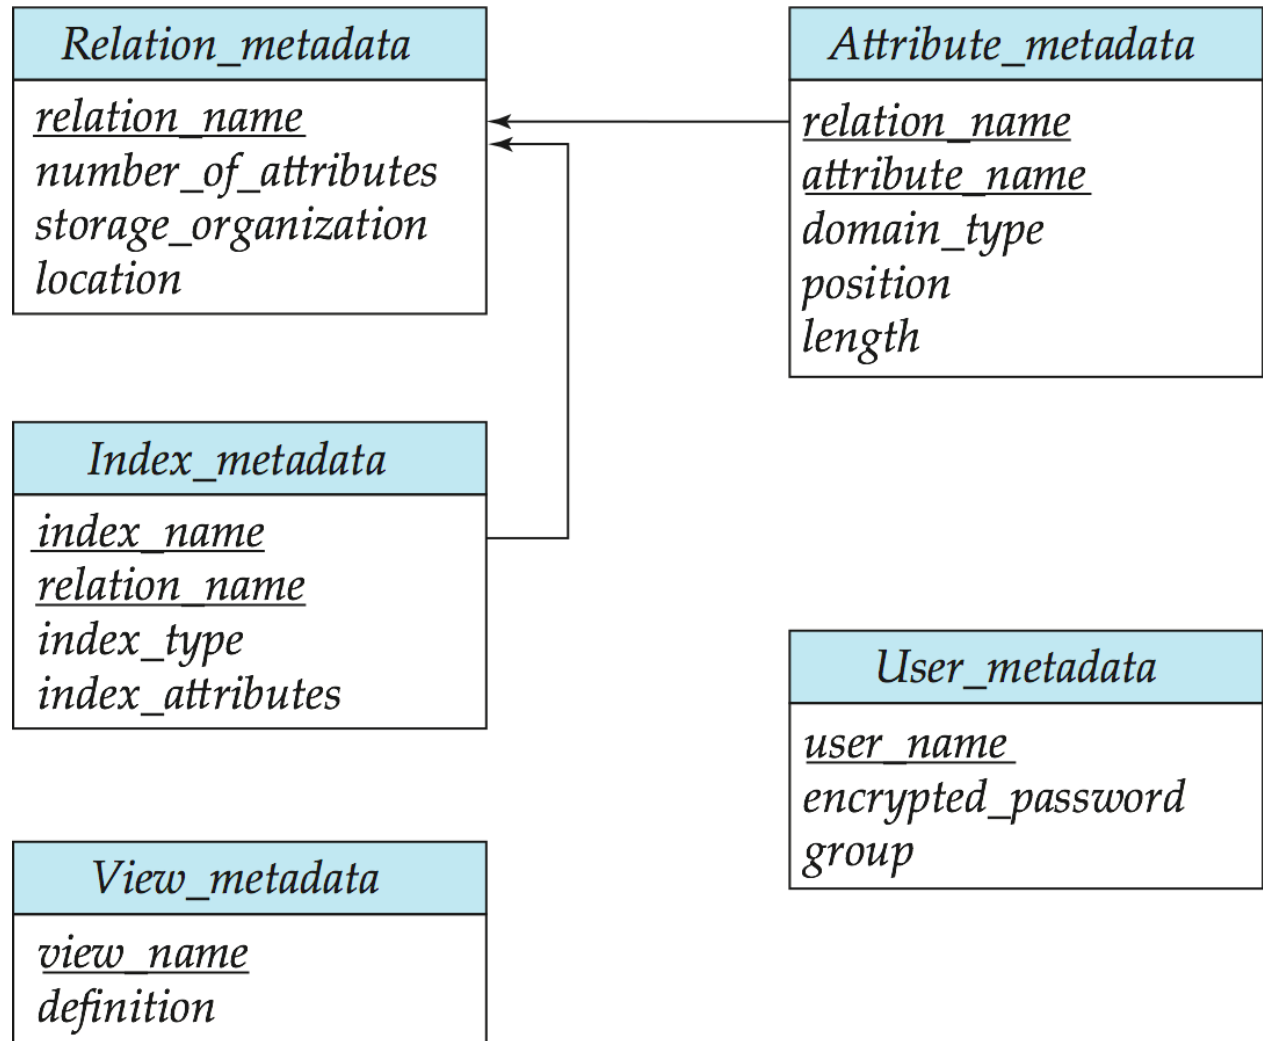 Relation_metadata
relation_name
number_of_attributes
storage_organization
location
Attribute_metadata
relation_name
attribute_name
domain_type
position
length
Index_metadata
index_name
relation_name
index_type
index_attributes
User_metadata
user_name
encrypted_password
group
View_metadata
view_name
definition